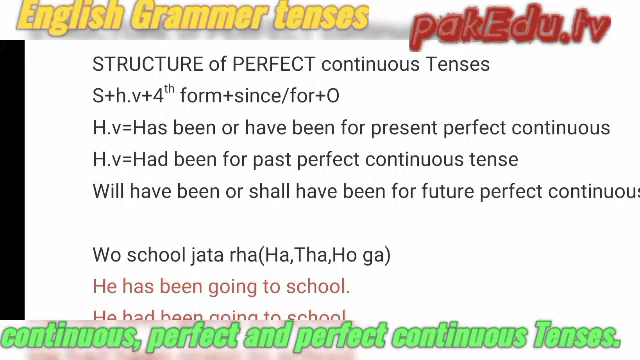 English Grammer tenses
pakEdu.tv
STRUCTURE of PERFECT continuous Tenses
S+h.v+4th form+since/for+O
H.v=Has been or have been for present perfect continuous
H.v=Had been for past perfect continuous tense
Will have been or shall have been for future perfect continuous
Wo school jata rha(Ha,Tha,Ho ga)
He has been going to school.
He had been going to school
continuous, perfect and perfect continuous Tenses.